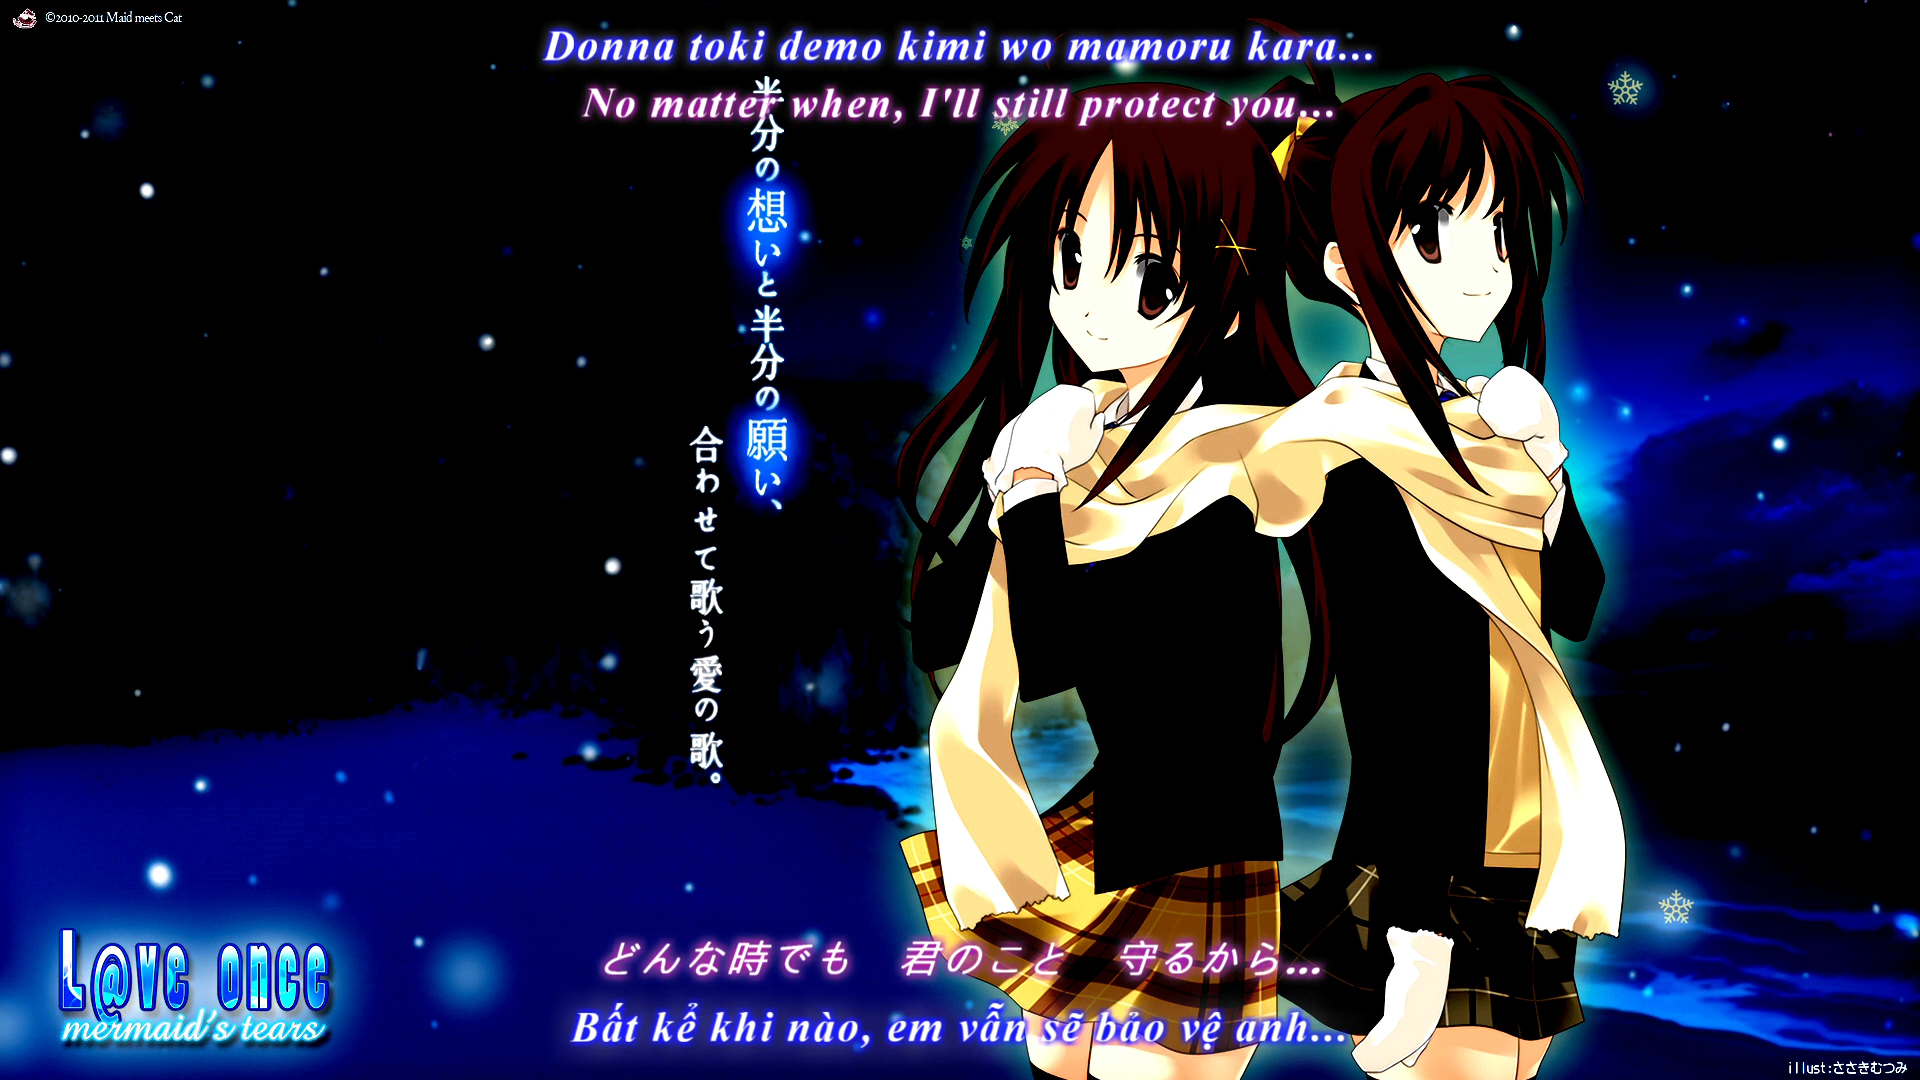 ©2010-2011 Maid meets Cat
Donna toki demo kimi wo mamoru kara...
No matter when, I'll still protect you...
半分の想いと半分の願い、
合わせて歌う愛の歌。
どんな時でも　君のこと　守るから...
Bất kể khi nào, em vẫn sẽ bảo vệ anh...
L@ve once
mermaid's tears
illust:ささきむつみ